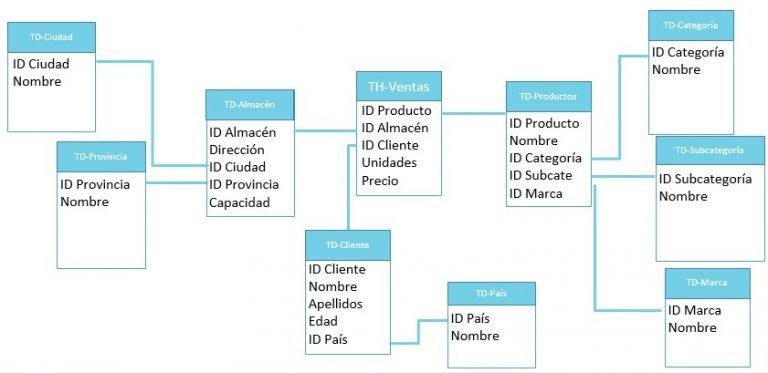 TD-Ciudad
ID Ciudad
Nombre
TD-Provincia
ID Provincia
Nombre
TD-Almacén
ID Almacén
Dirección
ID Ciudad
ID Provincia
Capacidad
TH-Ventas
ID Producto
ID Almacén
ID Cliente
Unidades
Precio
TD-Cliente
ID Cliente
Nombre
Apellidos
Edad
ID País
TD-País
ID País
Nombre
TD-Productos
ID Producto
Nombre
ID Categoría
ID Subcate
ID Marca
TD-Categoría
ID Categoría
Nombre
TD-Subcategoría
ID Subcategoría
Nombre
TD-Marca
ID Marca
Nombre